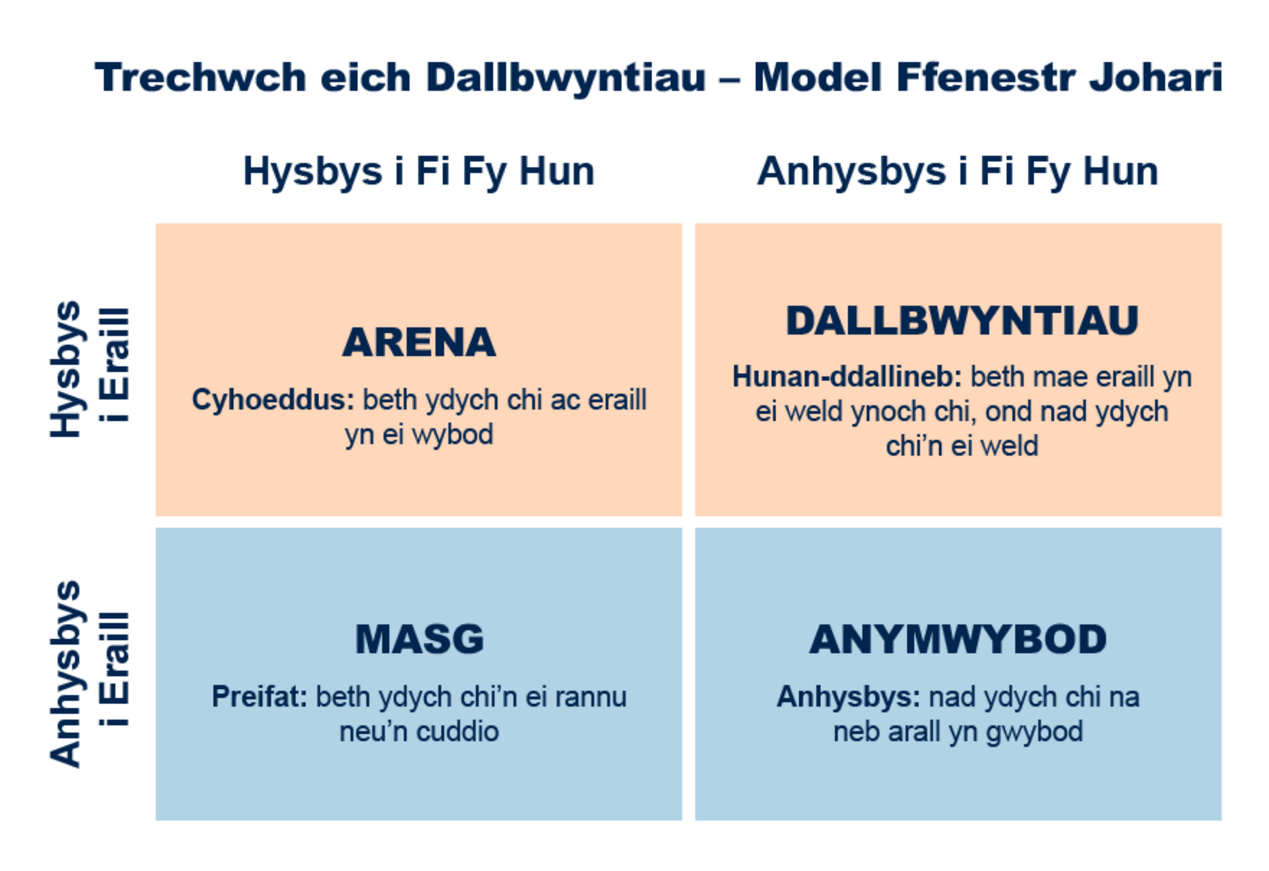 Trechwch eich Dallbwyntiau – Model Ffenestr Johari
Hysbys i Fi Fy Hun
Anhysbys i Fi Fy Hun
Hysbys
i Eraill
ARENA
Cyhoeddus: beth ydych chi ac eraill
yn ei wybod
DALLBWYNTIAU
Hunan-ddallineb: beth mae eraill yn
ei weld ynoch chi, ond nad ydych
chi’n ei weld
Anhysbys
i Eraill
MASG
Preifat: beth ydych chi’n ei rannu
neu’n cuddio
ANYMWYBOD
Anhysbys: nad ydych chi na
neb arall yn gwybod